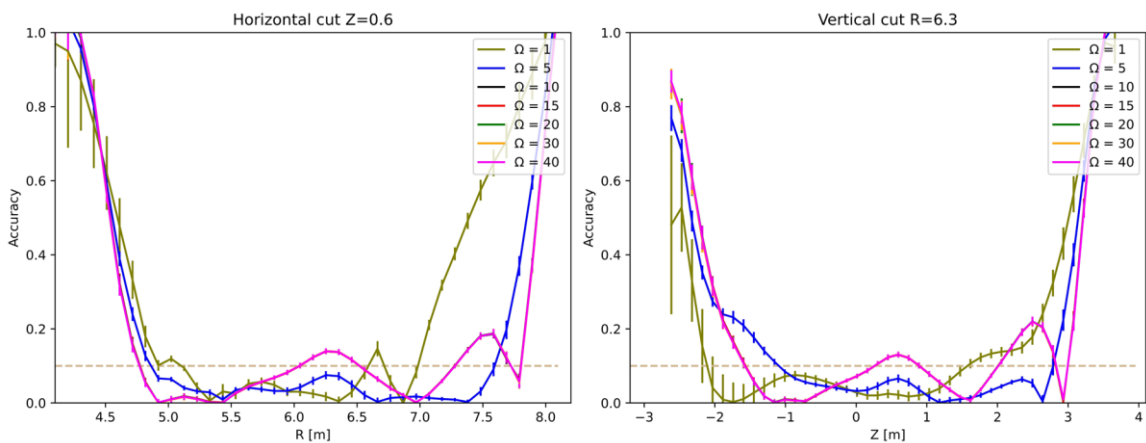 Horizontal cut Z=0.6
1.0
0.8
0.6
0.4
0.2
0.0
Accuracy
4.5
5.0
5.5
6.0
6.5
7.0
7.5
8.0
R [m]
Ω = 1
Ω = 5
Ω = 10
Ω = 15
Ω = 20
Ω = 30
Ω = 40
Vertical cut R=6.3
1.0
0.8
0.6
0.4
0.2
0.0
Accuracy
−3
−2
−1
0
1
2
3
4
Z [m]
Ω = 1
Ω = 5
Ω = 10
Ω = 15
Ω = 20
Ω = 30
Ω = 40